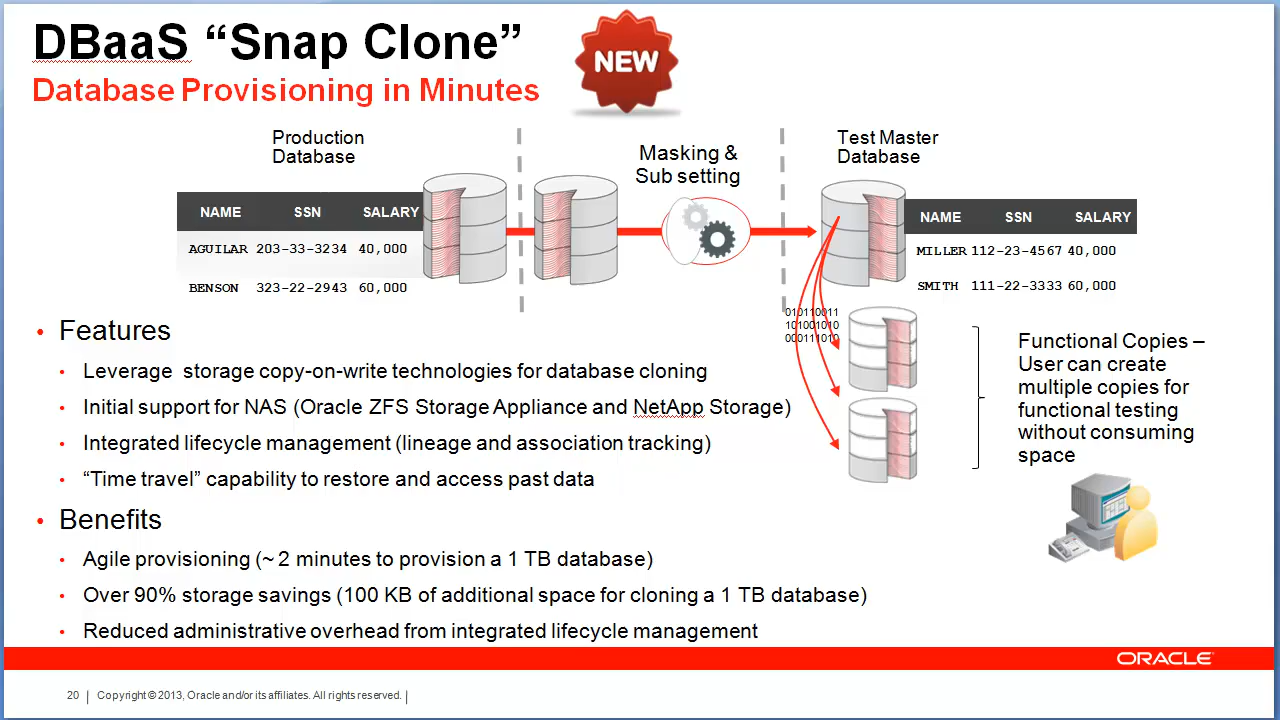 DBaaS “Snap Clone”
Database Provisioning in Minutes
NEW
Production
Database
Masking &
Sub setting
Test Master
Database
NAME SSN SALARY
AGUILAR 203-33-3234 40,000
BENSON 323-22-2943 60,000
NAME SSN SALARY
MILLER 112-23-4567 40,000
SMITH 111-22-3333 60,000
010110011
101001010
000111010
Functional Copies –
User can create
multiple copies for
functional testing
without consuming
space
• Features
• Leverage storage copy-on-write technologies for database cloning
• Initial support for NAS (Oracle ZFS Storage Appliance and NetApp Storage)
• Integrated lifecycle management (lineage and association tracking)
• “Time travel” capability to restore and access past data
• Benefits
• Agile provisioning (~ 2 minutes to provision a 1 TB database)
• Over 90% storage savings (100 KB of additional space for cloning a 1 TB database)
• Reduced administrative overhead from integrated lifecycle management
ORACLE
20 | Copyright © 2013, Oracle and/or its affiliates. All rights reserved. |